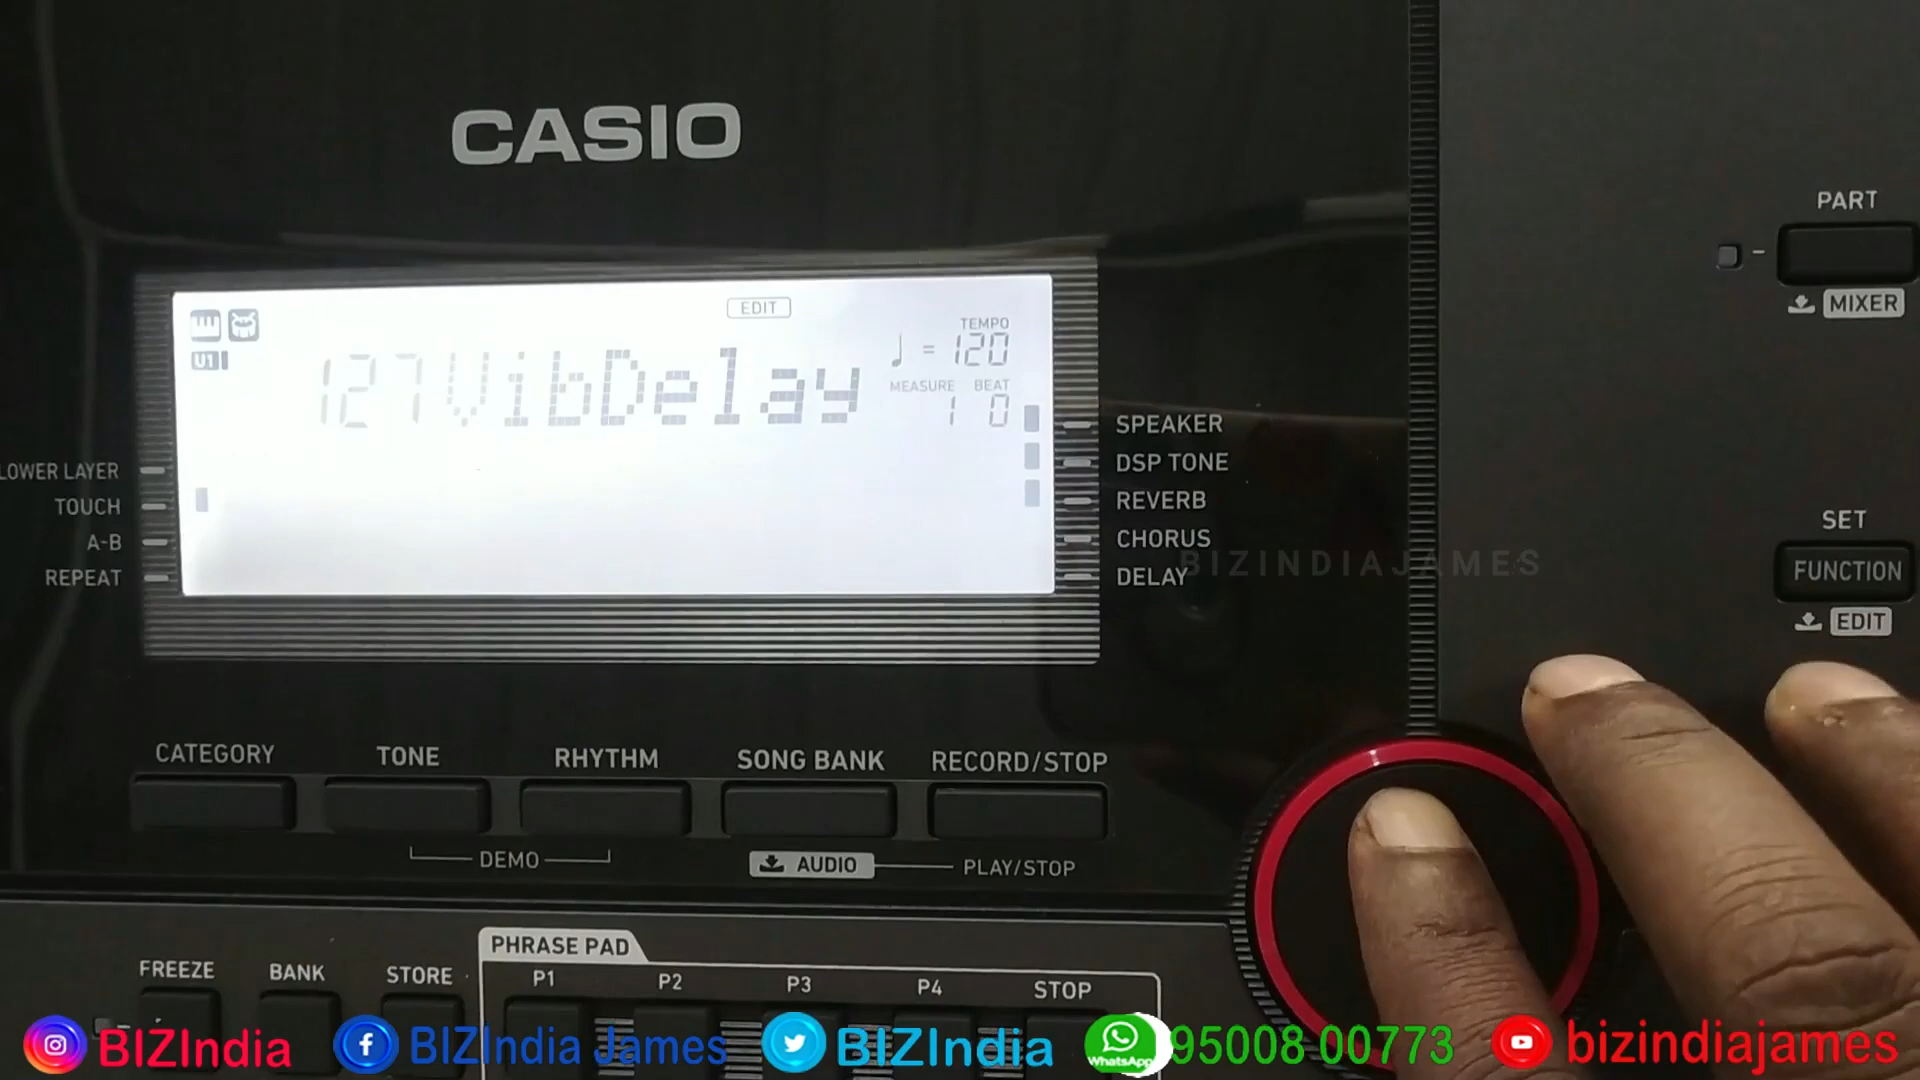 CASIO
PART
MIXER
EDIT
TEMPO
♩ = 120
U1
127VibDelay
MEASURE BEAT
1 0
SPEAKER
DSP TONE
REVERB
CHORUS
DELAY
LOWER LAYER
TOUCH
A-B
REPEAT
BIZINDIAJAMES
SET
FUNCTION
EDIT
CATEGORY TONE RHYTHM SONG BANK RECORD/STOP
DEMO
AUDIO
PLAY/STOP
FREEZE BANK STORE
PHRASE PAD
P1 P2 P3 P4 STOP
BIZIndia
BIZIndia James
BIZIndia
WhatsApp
95008 00773
bizindiajames